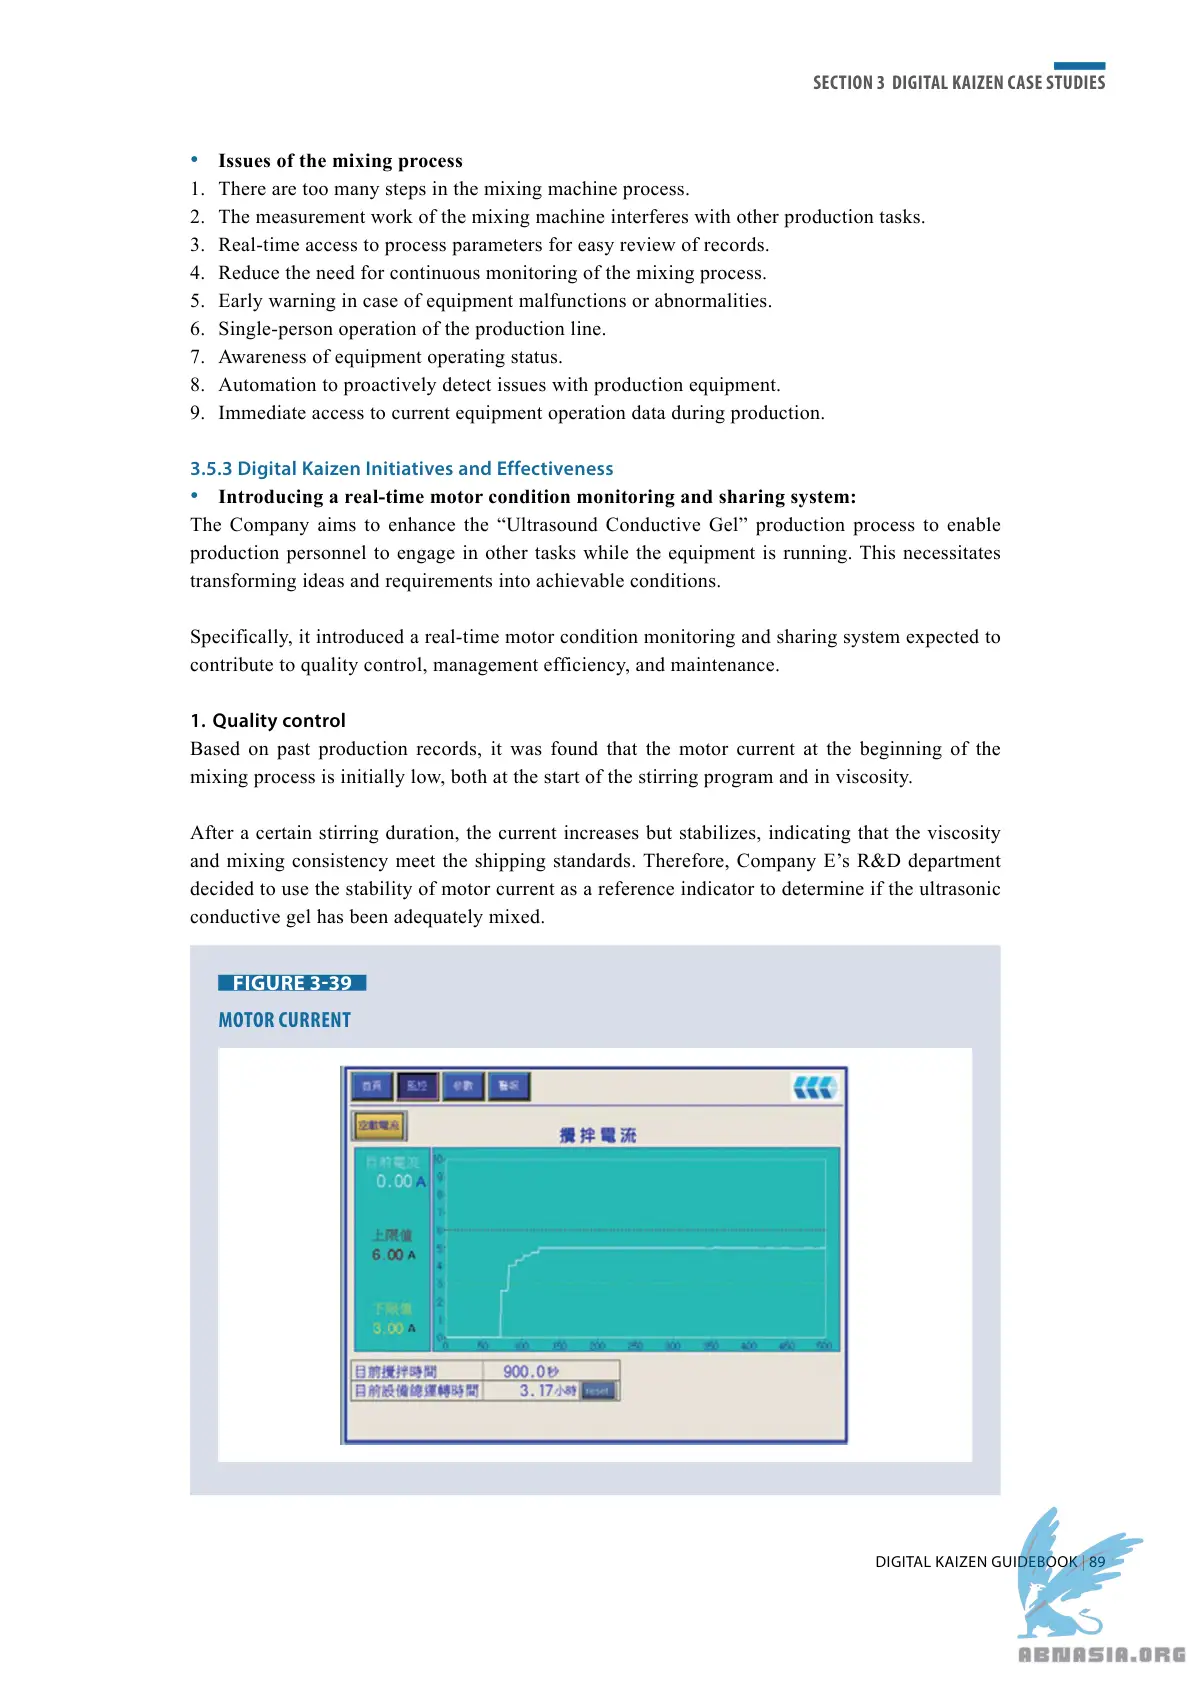 SECTION 3 DIGITAL KAIZEN CASE STUDIES
• Issues of the mixing process
1. There are too many steps in the mixing machine process.
2. The measurement work of the mixing machine interferes with other production tasks.
3. Real-time access to process parameters for easy review of records.
4. Reduce the need for continuous monitoring of the mixing process.
5. Early warning in case of equipment malfunctions or abnormalities.
6. Single-person operation of the production line.
7. Awareness of equipment operating status.
8. Automation to proactively detect issues with production equipment.
9. Immediate access to current equipment operation data during production.
3.5.3 Digital Kaizen Initiatives and Effectiveness
• Introducing a real-time motor condition monitoring and sharing system:
The Company aims to enhance the “Ultrasound Conductive Gel” production process to enable
production personnel to engage in other tasks while the equipment is running. This necessitates
transforming ideas and requirements into achievable conditions.
Specifically, it introduced a real-time motor condition monitoring and sharing system expected to
contribute to quality control, management efficiency, and maintenance.
1. Quality control
Based on past production records, it was found that the motor current at the beginning of the
mixing process is initially low, both at the start of the stirring program and in viscosity.
After a certain stirring duration, the current increases but stabilizes, indicating that the viscosity
and mixing consistency meet the shipping standards. Therefore, Company E’s R&D department
decided to use the stability of motor current as a reference indicator to determine if the ultrasonic
conductive gel has been adequately mixed.
FIGURE 3-39
MOTOR CURRENT
首頁 監控 參數 警報
空載電流
攪拌電流
目前電流
0.00 A
上限值
6.00 A
下限值
3.00 A
10
9
8
7
6
5
4
3
2
1
0
0 50 100 150 200 250 300 350 400 450 500
目前攪拌時間 900.0秒
目前設備總運轉時間 3.17小時 reset
DIGITAL KAIZEN GUIDEBOOK | 89
ABNASIA.ORG